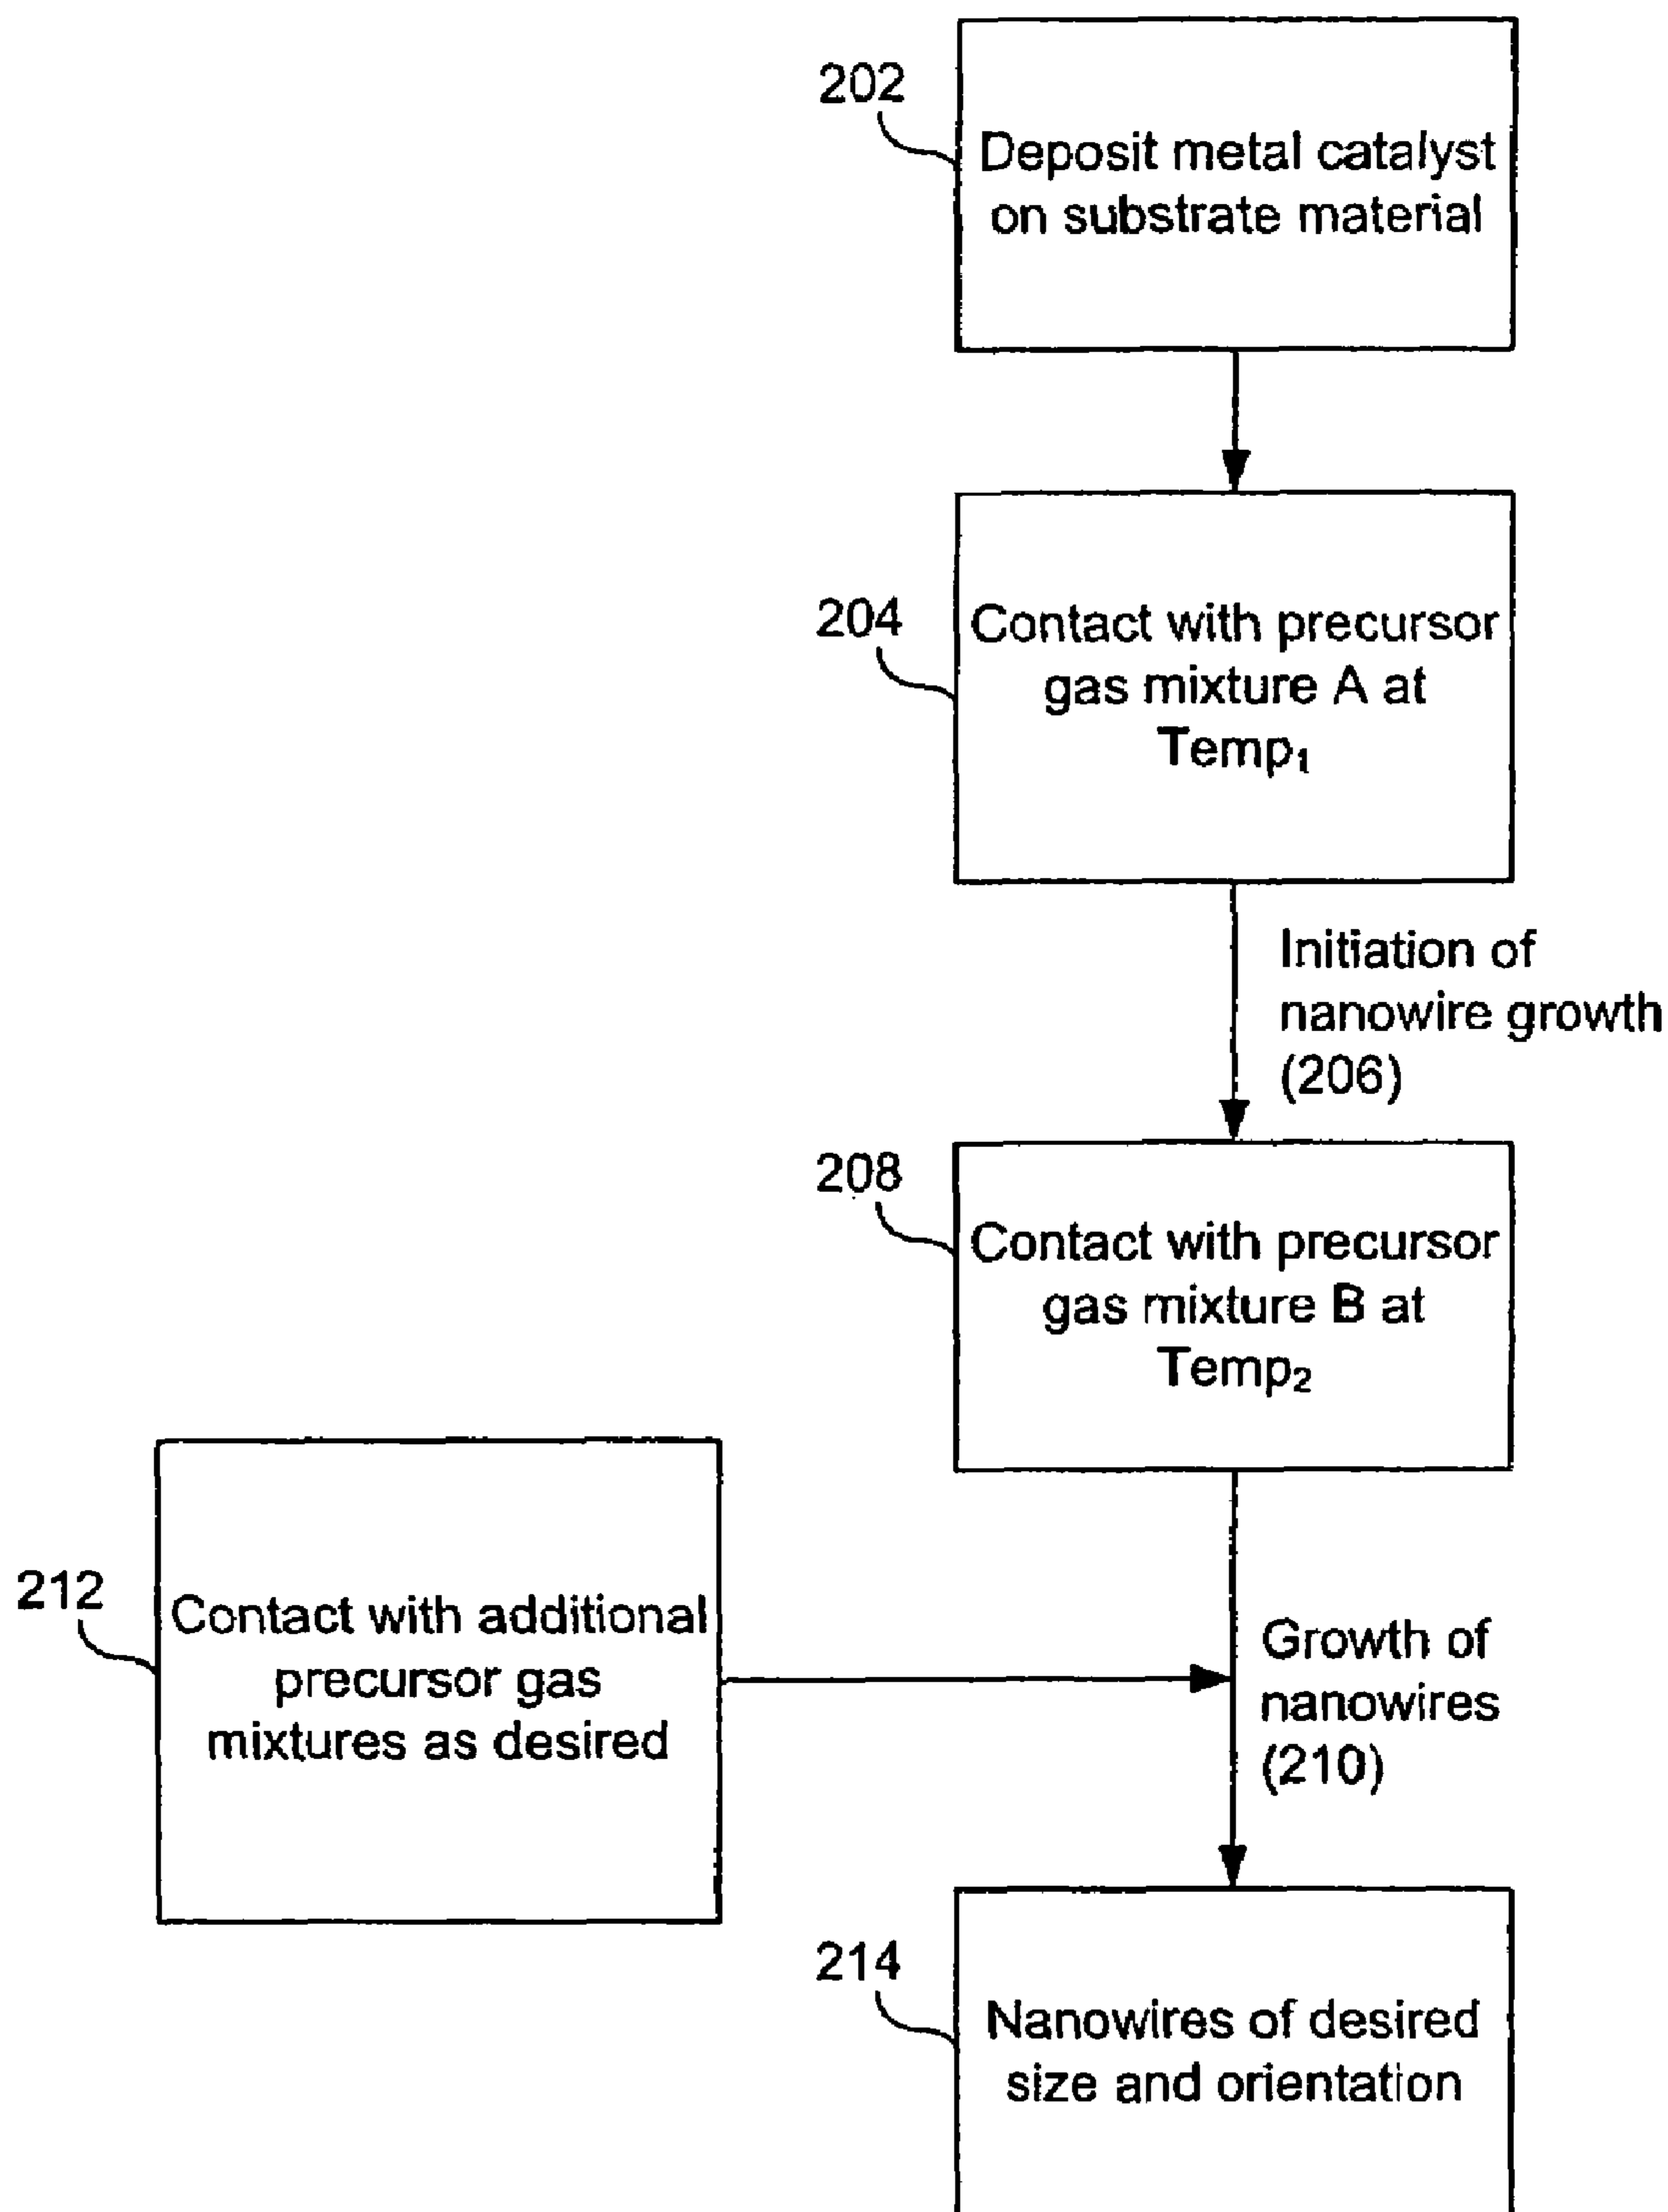 202
Deposit metal catalyst
on substrate material
204
Contact with precursor
gas mixture A at
Temp₁
Initiation of
nanowire growth
(206)
208
Contact with precursor
gas mixture B at
Temp₂
212
Contact with additional
precursor gas
mixtures as desired
Growth of
nanowires
(210)
214
Nanowires of desired
size and orientation